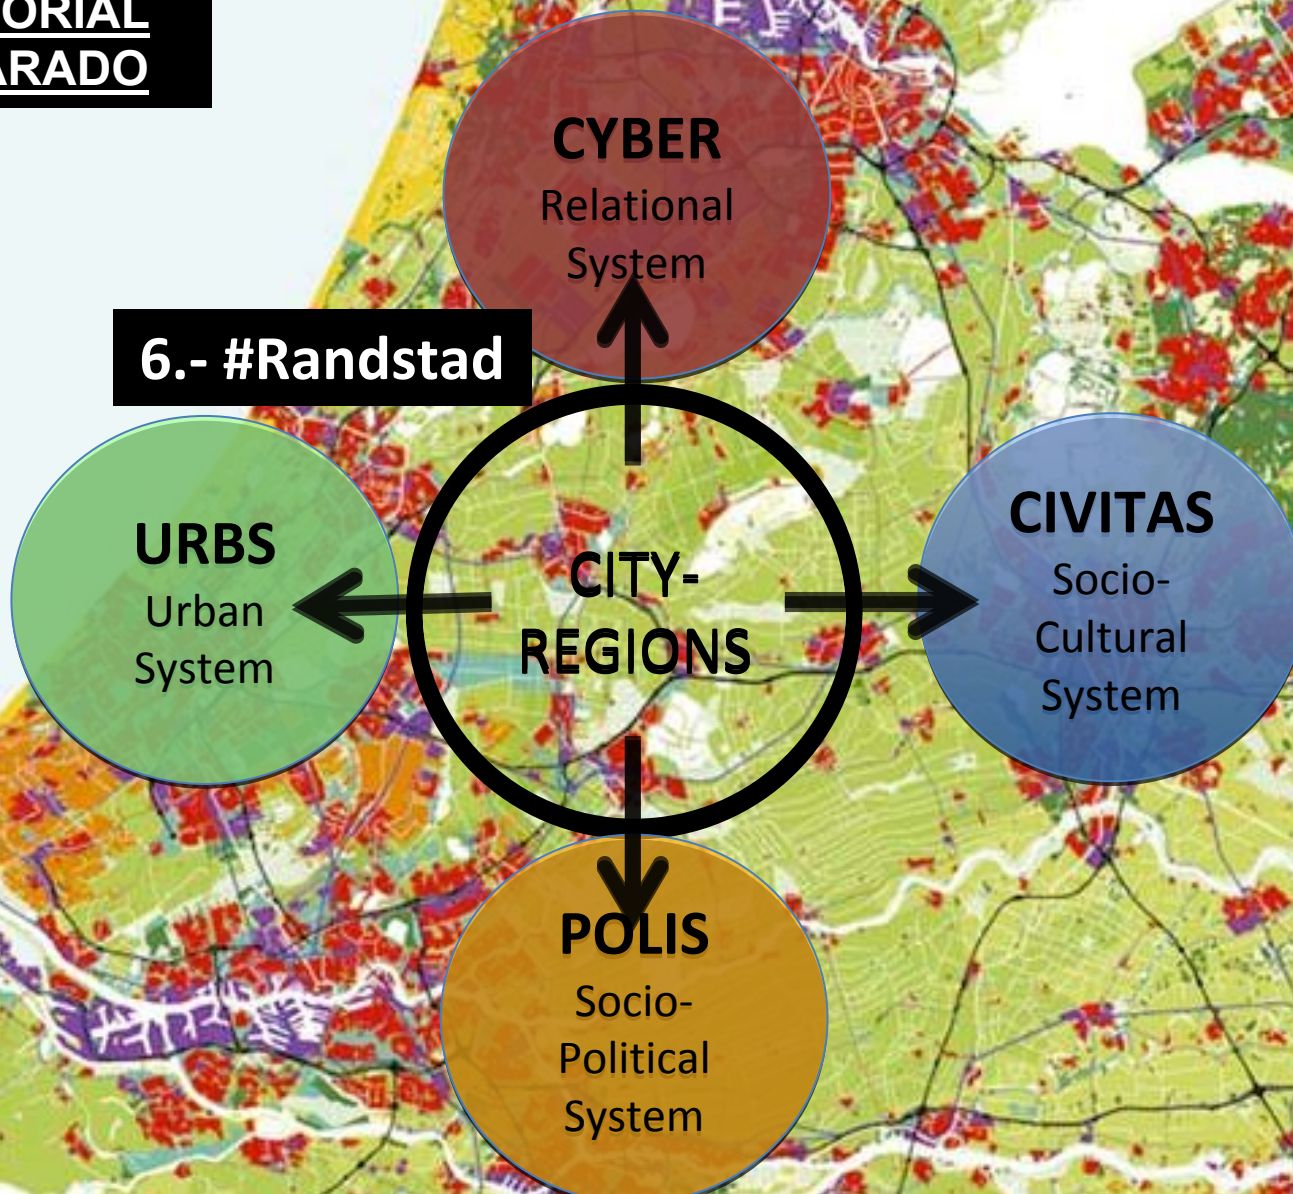 ORIAL
ARADO
CYBER
Relational
System
6.- #Randstad
URBS
Urban
System
CITY-
REGIONS
CIVITAS
Socio-
Cultural
System
POLIS
Socio-
Political
System